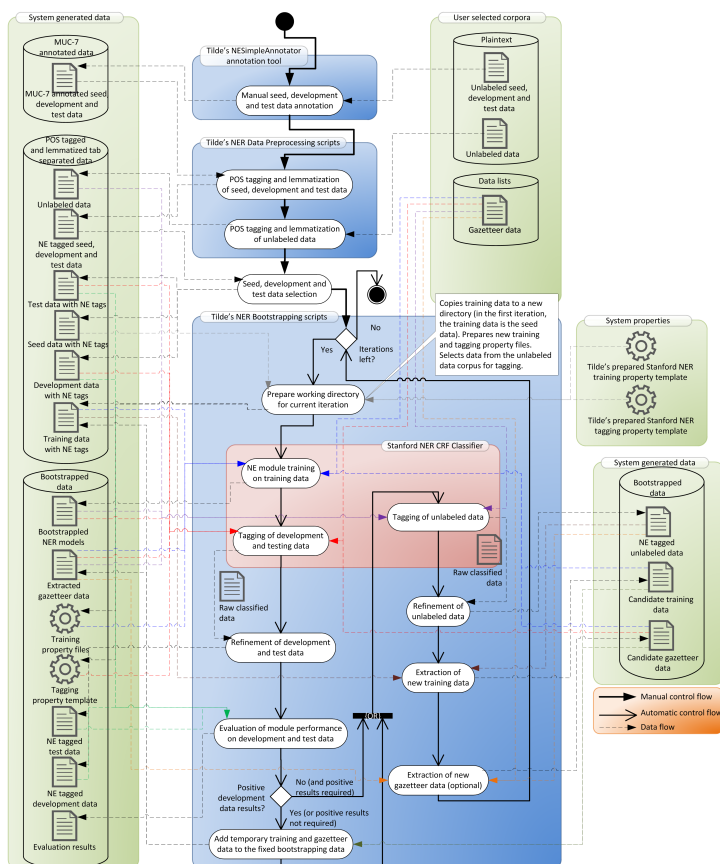 System generated data
MUC-7
annotated data
MUC-7 annotated seed,
development and
test data
POS tagged
and lemmatized tab
separated data
Unlabeled data
NE tagged seed,
development and
test data
Test data with NE tags
Seed data with NE tags
Development data
with NE tags
Training data
with NE tags
Bootstrapped
data
Bootstrappled
NER models
Extracted
gazetteer data
Training
property files
Tagging
property template
NE tagged
test data
NE tagged
development data
Evaluation results
Tilde's NESimpleAnnotator
annotation tool
Manual seed, development
and test data annotation
Tilde's NER Data Preprocessing scripts
POS tagging and lemmatization
of seed, development and test data
POS tagging and lemmatization
of unlabeled data
Seed, development and
test data selection
Tilde's NER Bootstrapping scripts
No
Yes
Iterations
left?
Prepare working directory
for current iteration
Stanford NER CRF Classifier
NE module training
on training data
Tagging of unlabeled data
Tagging of development
and testing data
Raw classified
data
Raw classified
data
Refinement of
unlabeled data
Refinement of development
and test data
Extraction of
new training data
(OR)
Evaluation of module performance
on development and test data
Positive
development
data results?
No (and positive
results required)
Extraction of new
gazetteer data (optional)
Yes (or positive results
not required)
Add temporary training and gazetteer
data to the fixed bootstrapping data
User selected corpora
Plaintext
Unlabeled seed,
development and
test data
Unlabeled data
Data lists
Gazetteer data
Copies training data to a new
directory (in the first iteration,
the training data is the seed
data). Prepares new training
and tagging property files.
Selects data from the unlabeled
data corpus for tagging.
System properties
Tilde's prepared Stanford NER
training property template
Tilde's prepared Stanford NER
tagging property template
System generated data
Bootstrapped
data
NE tagged
unlabeled data
Candidate training
data
Candidate gazetteer
data
Manual control flow
Automatic control flow
Data flow